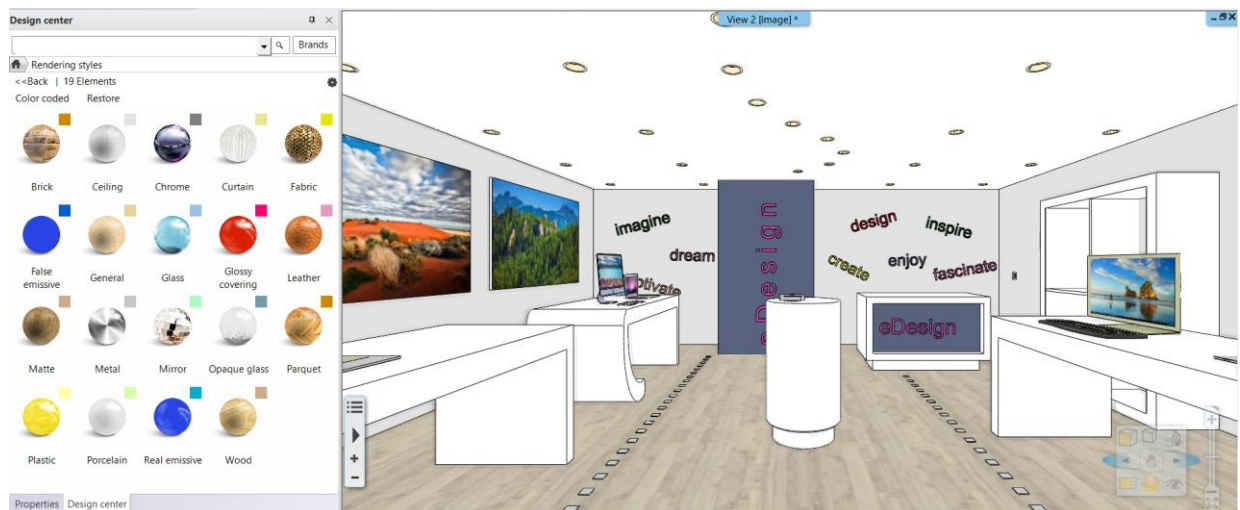 Design center
View 2 [Image] *
Brands
Rendering styles
<<Back | 19 Elements
Color coded Restore
Brick Ceiling Chrome Curtain Fabric
False emissive General Glass Glossy covering Leather
Matte Metal Mirror Opaque glass Parquet
Plastic Porcelain Real emissive Wood
Properties Design center
imagine
dream
eDesign
design
inspire
create
enjoy
fascinate
eDesign